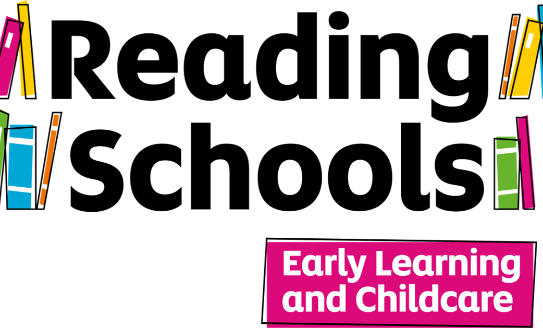 Reading
Schools
Early Learning
and Childcare